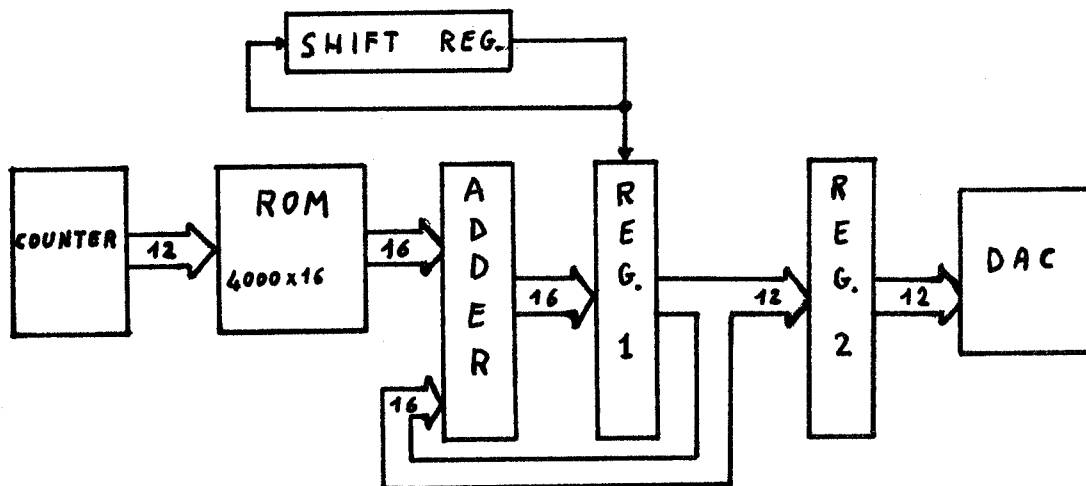 SHIFT REG.
COUNTER
12
ROM
4000x16
16
ADDER
16
16
REG. 1
12
REG. 2
12
DAC